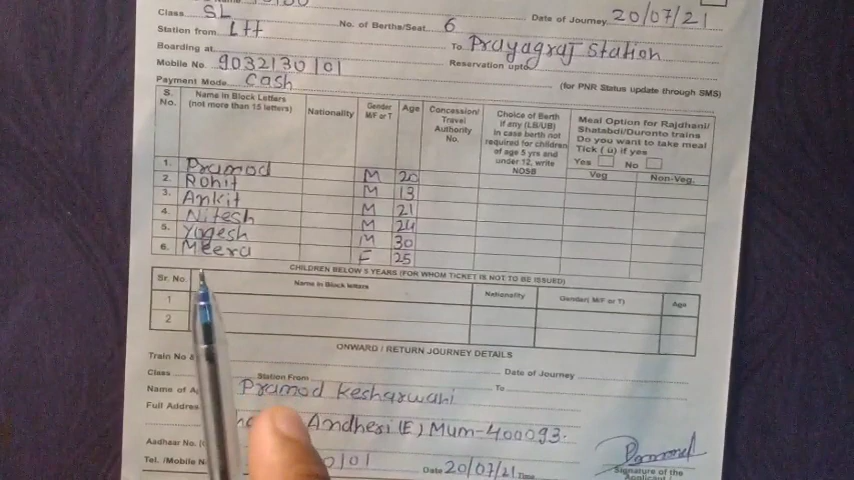 Class SL No. of Berths/Seat 6 Date of Journey 20/07/21
Station from LTT To Prayagraj Station
Boarding at Reservation upto
Mobile No. 9032130101
Payment Mode Cash (for PNR Status update through SMS)
S. No. Name in Block Letters (not more than 15 letters) Nationality Gender M/F or T Age Concession/ Travel Authority No. Choice of Berth if any (LB/UB) in case berth not required for children of age 5 yrs and under 12, write NOSB Meal Option for Rajdhani/ Shatabdi/Duronto trains Do you want to take meal Tick (ü) if yes
Yes No
Veg Non-Veg.
1. Pramod M 20
2. Rohit M 13
3. Ankit M 21
4. Nitesh M 24
5. Yogesh M 30
6. Meera F 25
CHILDREN BELOW 5 YEARS (FOR WHOM TICKET IS NOT TO BE ISSUED)
Sr. No Name in Block letters Nationality Gender( M/F or T) Age
1
2
ONWARD / RETURN JOURNEY DETAILS
Train No & Date of Journey
Class Station From To
Name of A Pramod Kesharwani
Full Addres Andheri (E) Mum-400093.
Aadhaar No.
Tel./Mobile 0101 Date 20/07/21 Time
Signature of the
Applicant